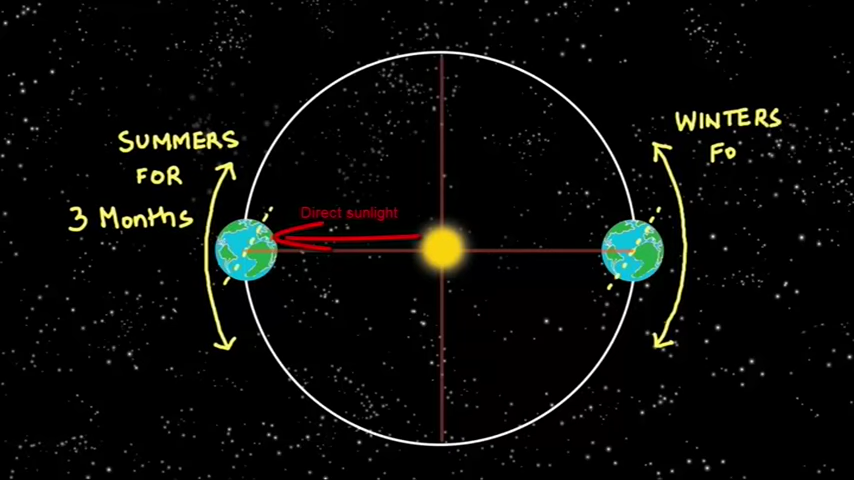 SUMMERS
FOR
3 Months
Direct sunlight
WINTERS
FO